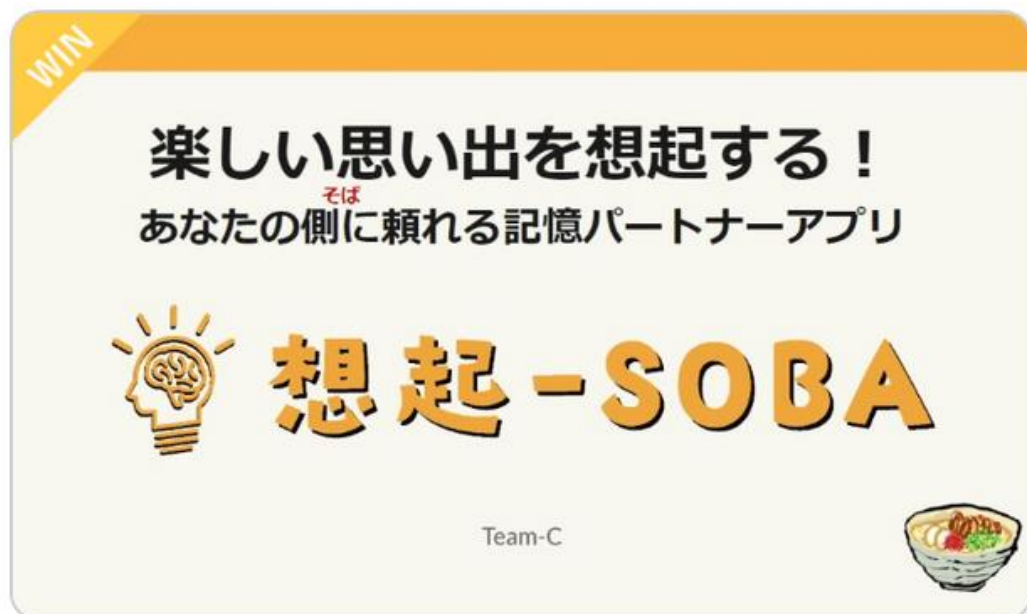 WIN
楽しい思い出を想起する！
そば
あなたの側に頼れる記憶パートナーアプリ
想起-SOBA
Team-C